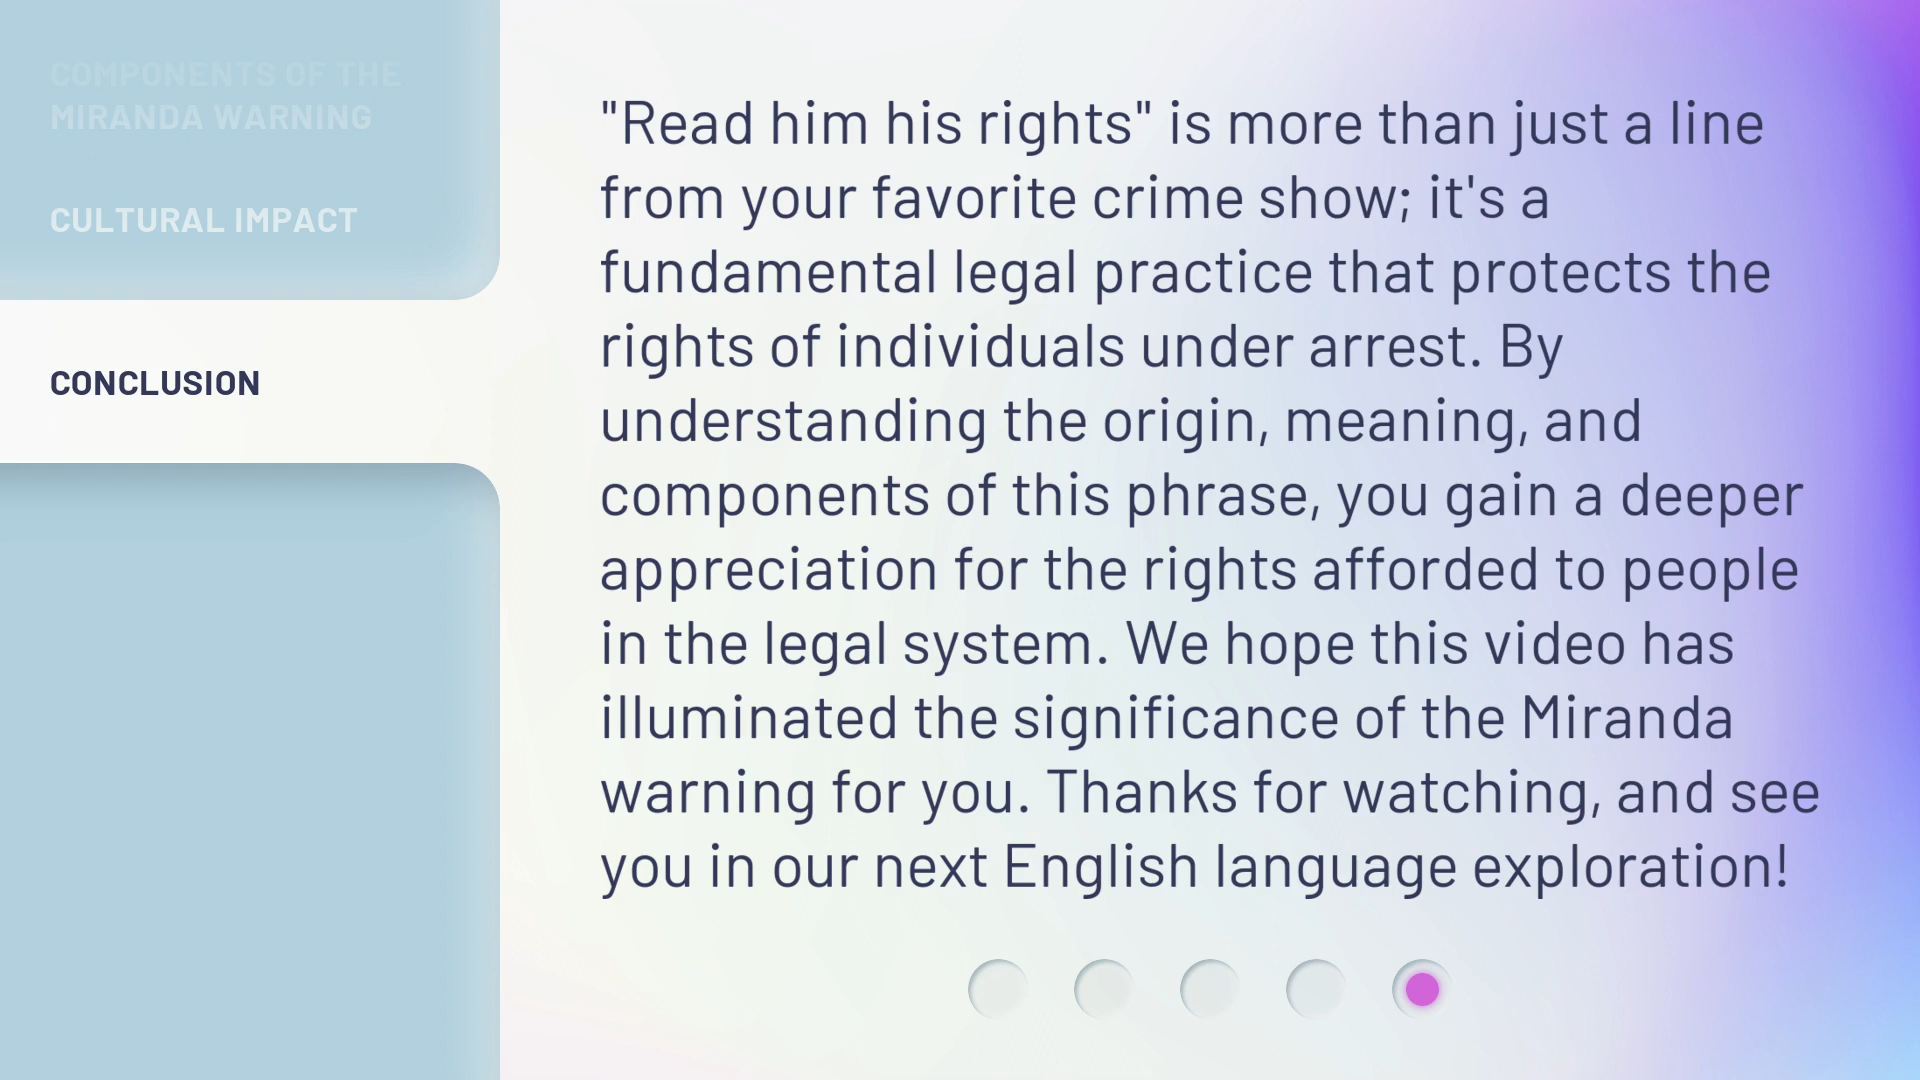 COMPONENTS OF THE
MIRANDA WARNING
CULTURAL IMPACT
CONCLUSION
"Read him his rights" is more than just a line
from your favorite crime show; it's a
fundamental legal practice that protects the
rights of individuals under arrest. By
understanding the origin, meaning, and
components of this phrase, you gain a deeper
appreciation for the rights afforded to people
in the legal system. We hope this video has
illuminated the significance of the Miranda
warning for you. Thanks for watching, and see
you in our next English language exploration!